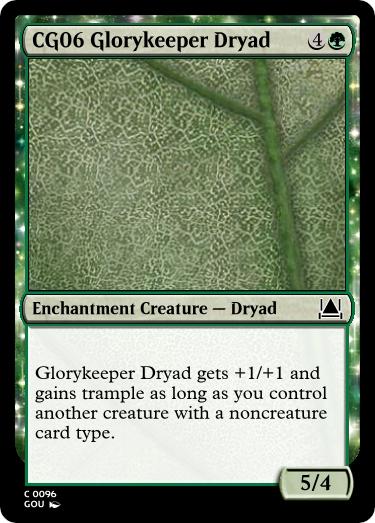 CG06 Glorykeeper Dryad 4
Enchantment Creature — Dryad
Glorykeeper Dryad gets +1/+1 and
gains trample as long as you control
another creature with a noncreature
card type.
5/4
C 0096
GOU